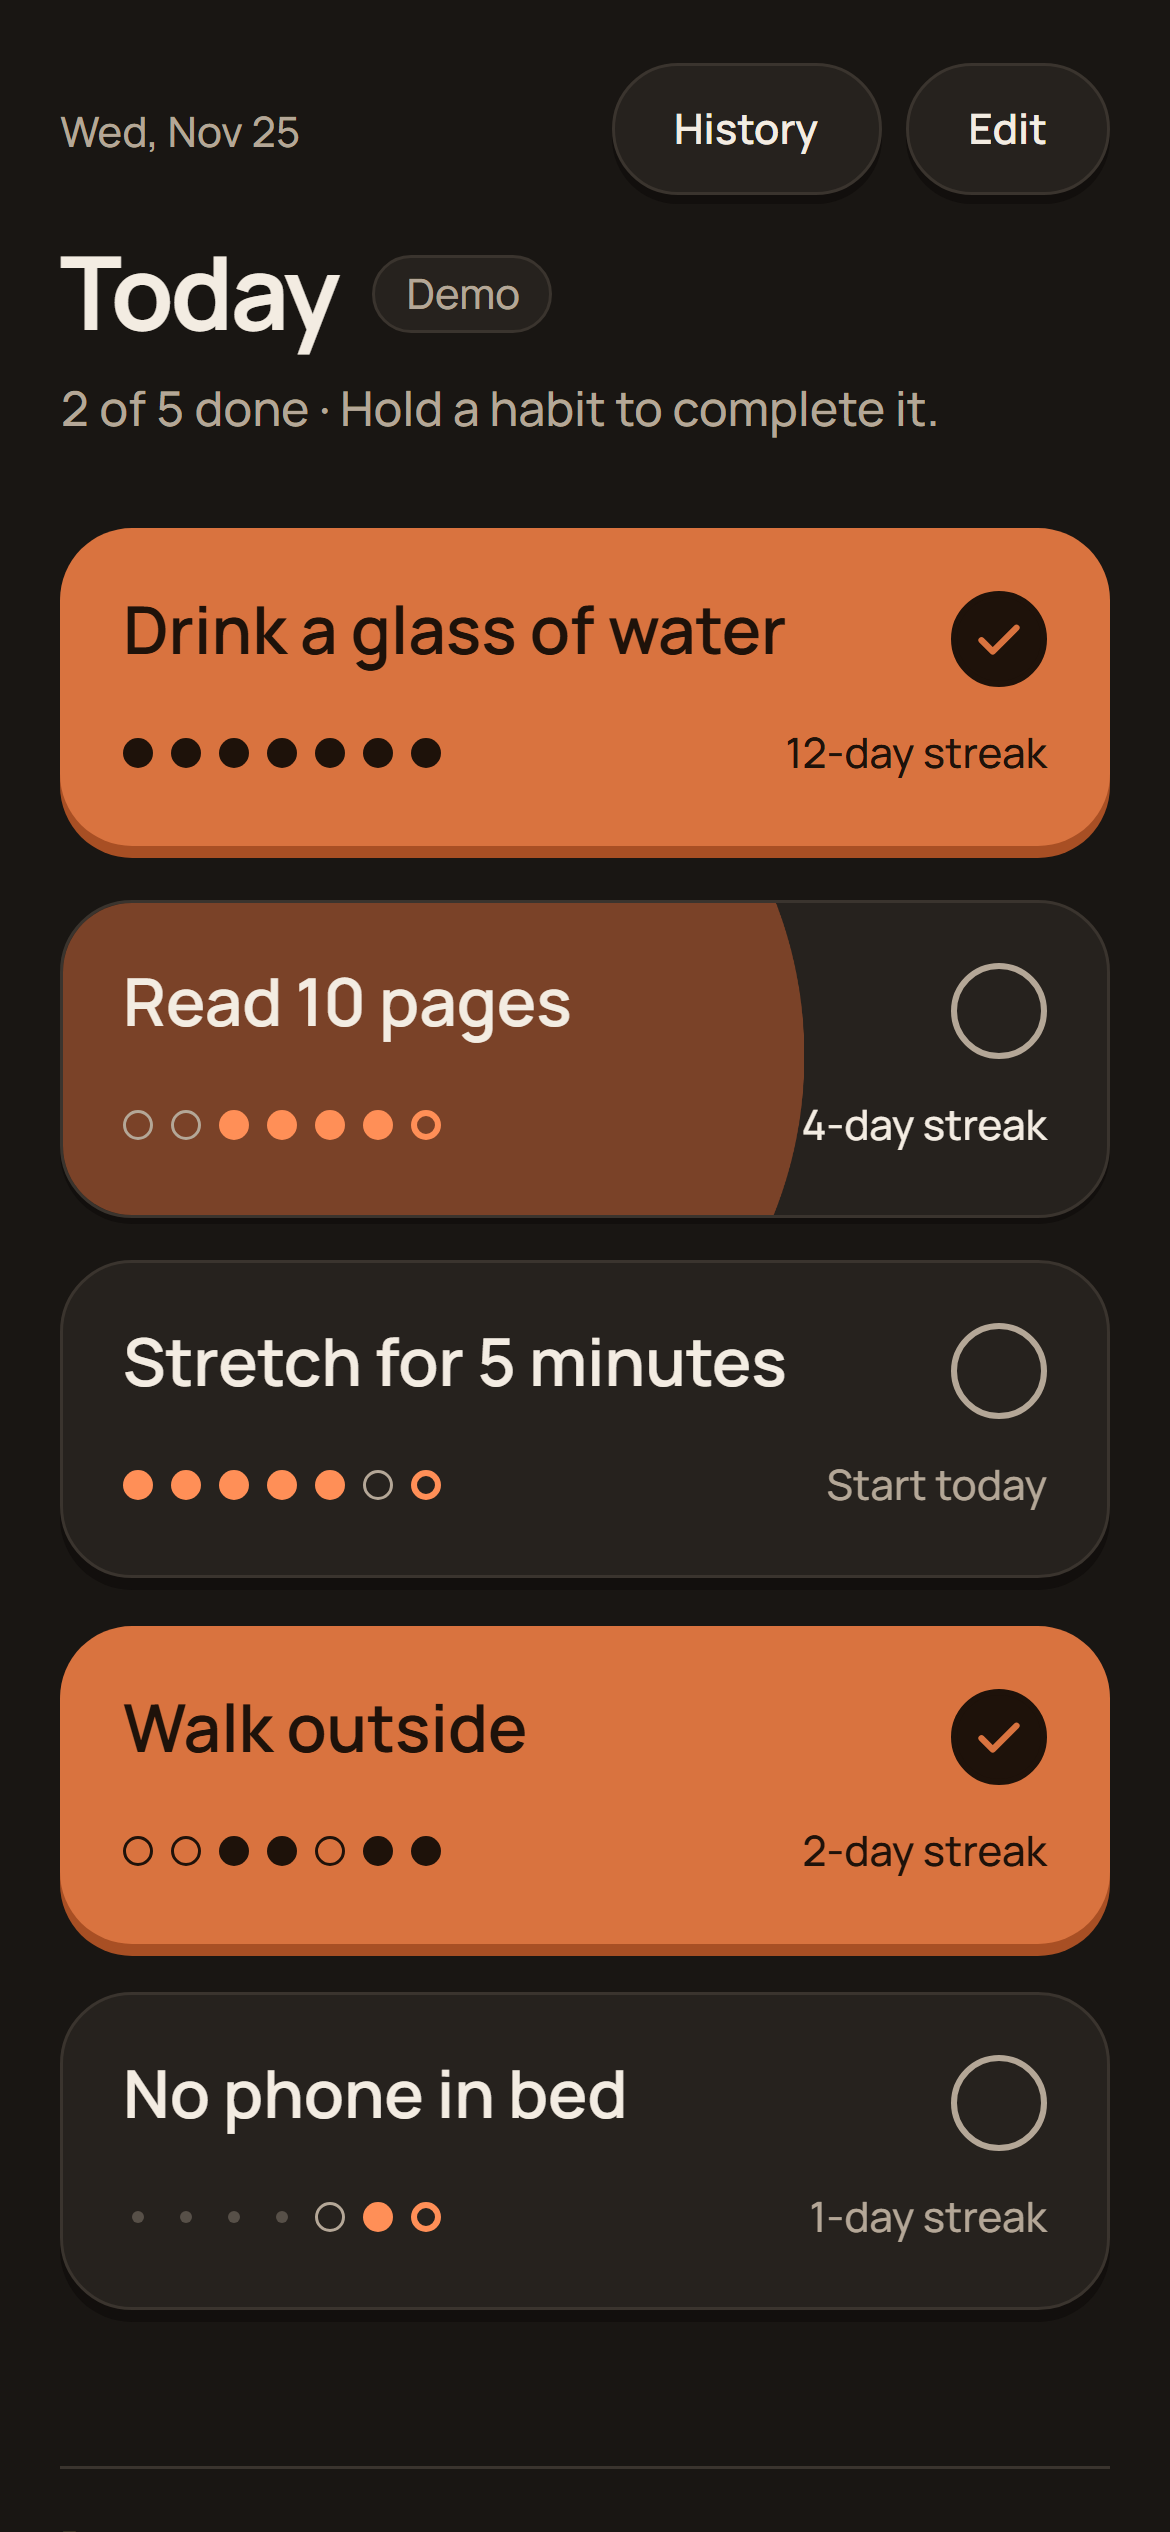 Wed, Nov 25
History
Edit
Today
Demo
2 of 5 done · Hold a habit to complete it.
Drink a glass of water
12-day streak
Read 10 pages
4-day streak
Stretch for 5 minutes
Start today
Walk outside
2-day streak
No phone in bed
1-day streak